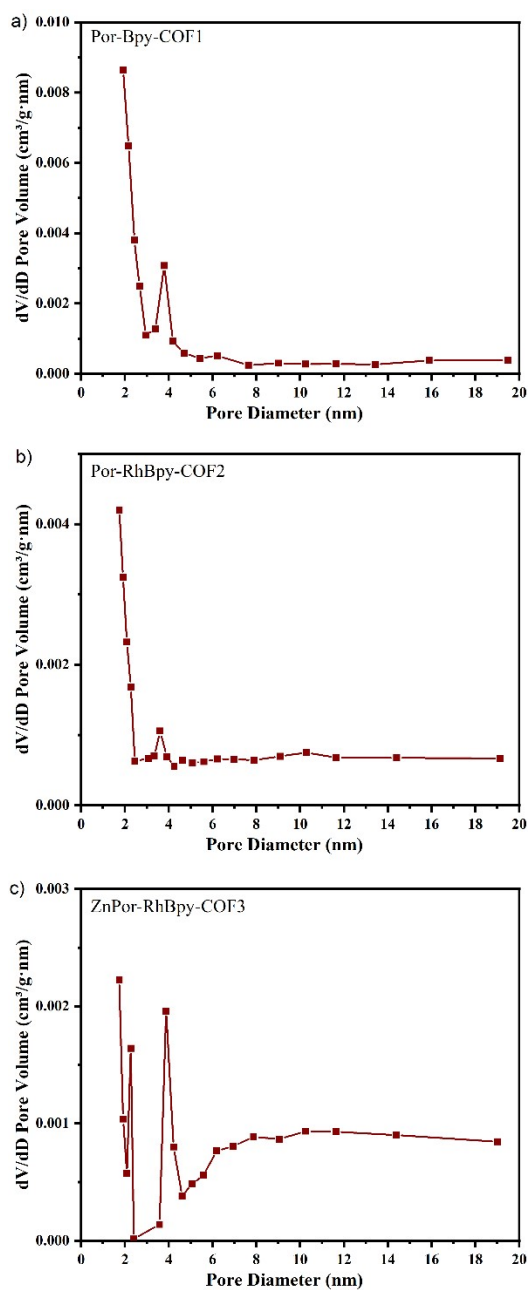 a)
Por-Bpy-COF1
dV/dD Pore Volume (cm³/g·nm)
0.010
0.008
0.006
0.004
0.002
0.000
0 2 4 6 8 10 12 14 16 18 20
Pore Diameter (nm)
b)
Por-RhBpy-COF2
dV/dD Pore Volume (cm³/g·nm)
0.004
0.002
0.000
0 2 4 6 8 10 12 14 16 18 20
Pore Diameter (nm)
c)
ZnPor-RhBpy-COF3
dV/dD Pore Volume (cm³/g·nm)
0.003
0.002
0.001
0.000
0 2 4 6 8 10 12 14 16 18 20
Pore Diameter (nm)